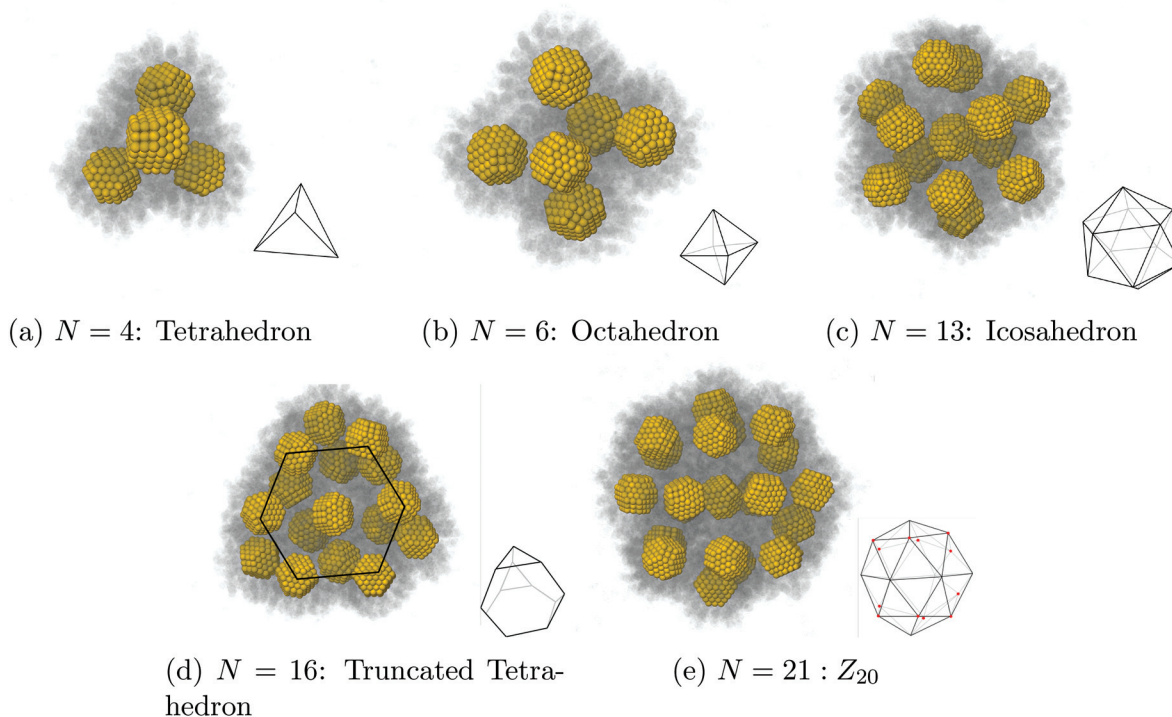 (a) N = 4: Tetrahedron
(b) N = 6: Octahedron
(c) N = 13: Icosahedron
(d) N = 16: Truncated Tetra-
hedron
(e) N = 21 : Z₂₀